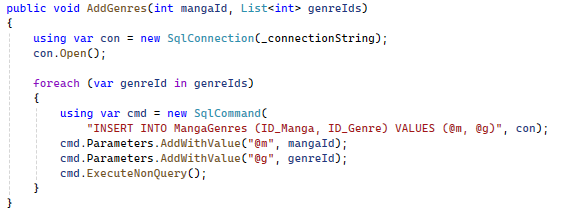 public void AddGenres(int mangaId, List<int> genreIds)
{
    using var con = new SqlConnection(_connectionString);
    con.Open();

    foreach (var genreId in genreIds)
    {
        using var cmd = new SqlCommand(
            "INSERT INTO MangaGenres (ID_Manga, ID_Genre) VALUES (@m, @g)", con);
        cmd.Parameters.AddWithValue("@m", mangaId);
        cmd.Parameters.AddWithValue("@g", genreId);
        cmd.ExecuteNonQuery();
    }
}